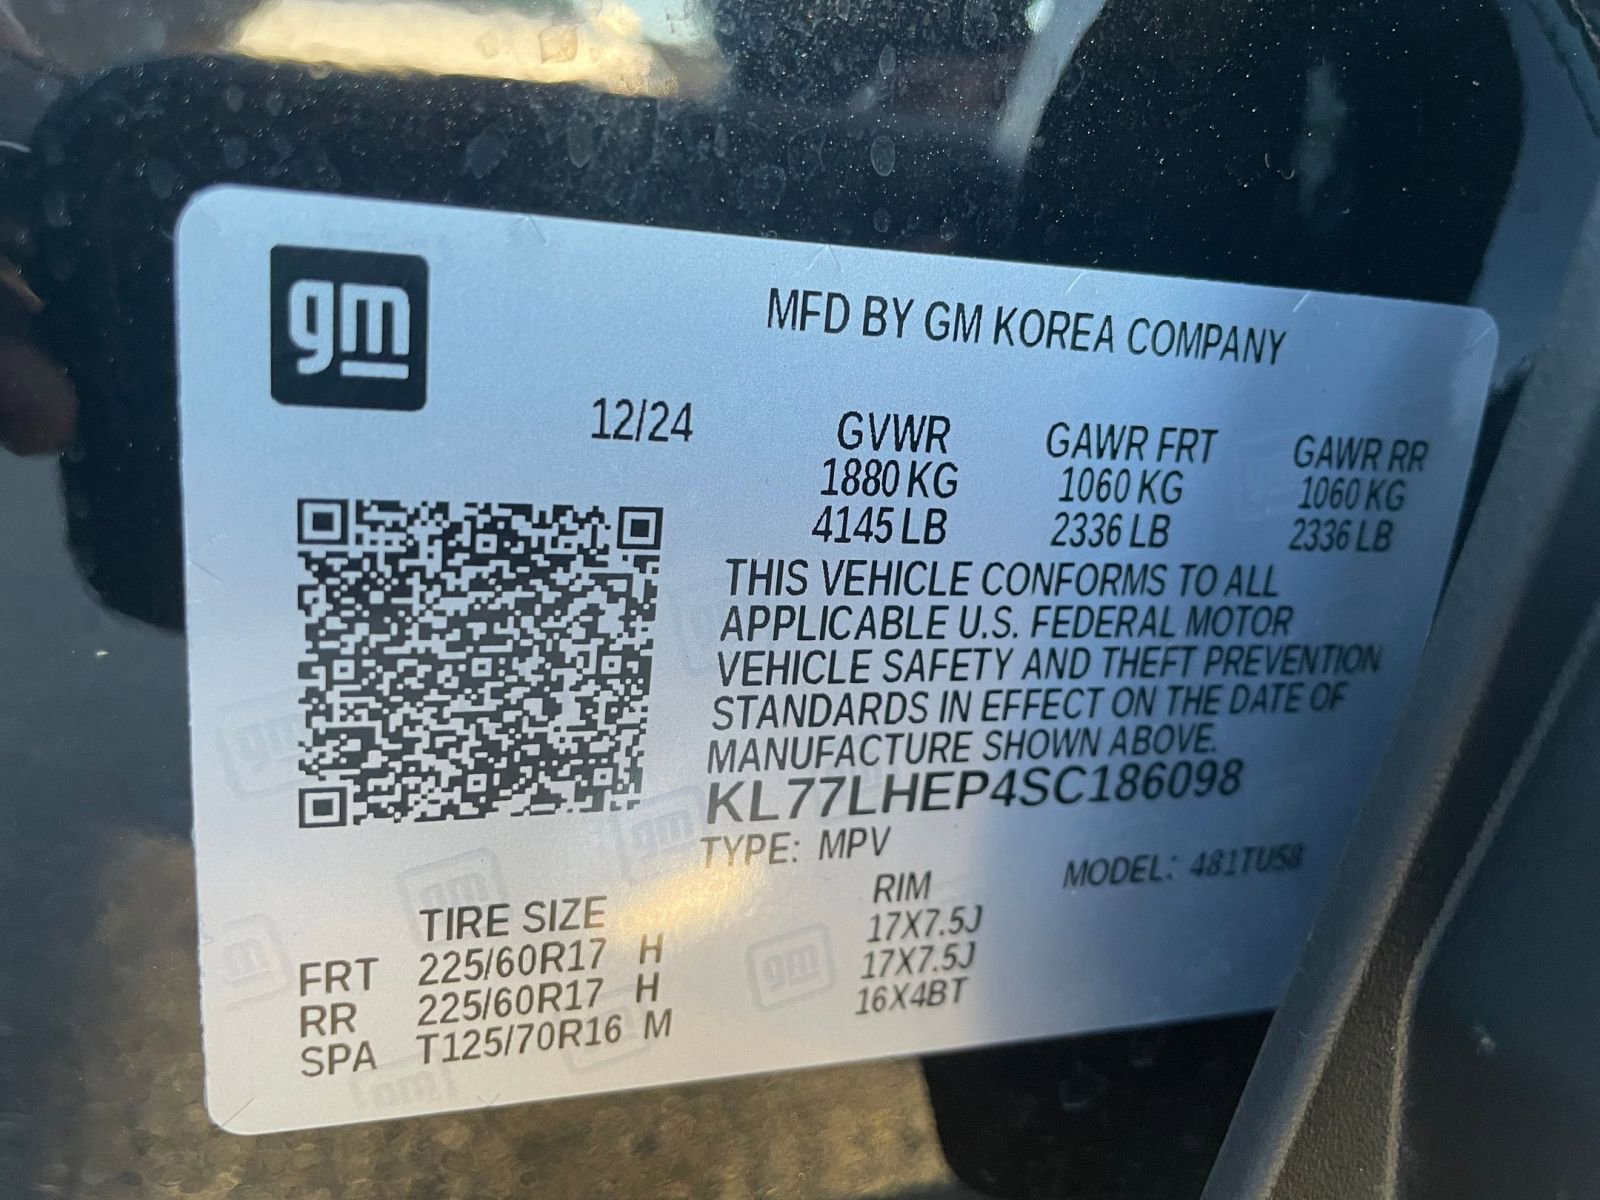 gm
MFD BY GM KOREA COMPANY
12/24
GVWR GAWR FRT GAWR RR
1880 KG 1060 KG 1060 KG
4145 LB 2336 LB 2336 LB
THIS VEHICLE CONFORMS TO ALL
APPLICABLE U.S. FEDERAL MOTOR
VEHICLE SAFETY AND THEFT PREVENTION
STANDARDS IN EFFECT ON THE DATE OF
MANUFACTURE SHOWN ABOVE.
KL77LHEP4SC186098
TYPE: MPV MODEL: 481TU58
TIRE SIZE RIM
FRT 225/60R17 H 17X7.5J
RR 225/60R17 H 17X7.5J
SPA T125/70R16 M 16X4BT